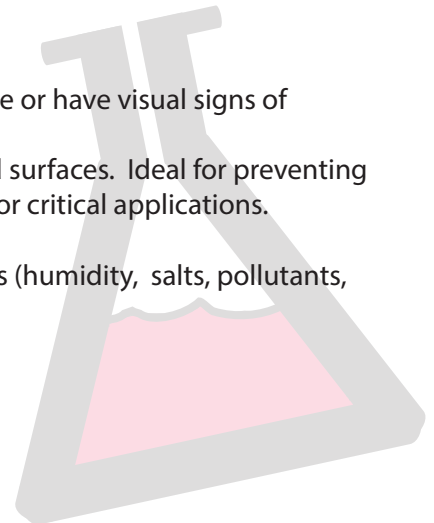 e or have visual signs of
surfaces.  Ideal for preventing
or critical applications.
s (humidity,  salts, pollutants,